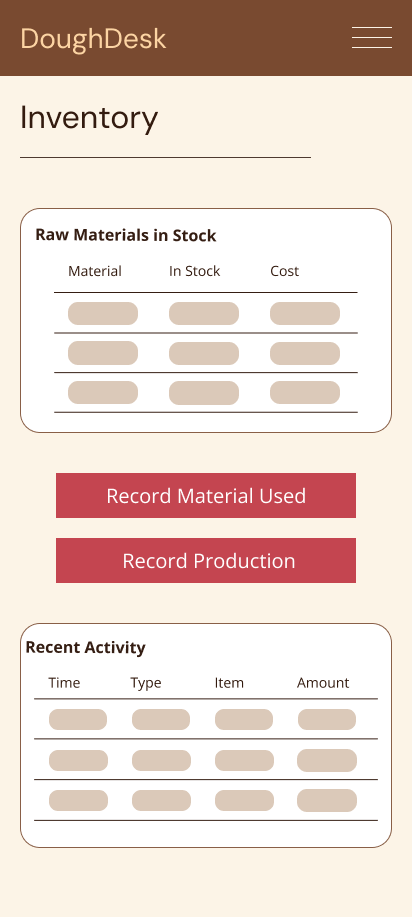 DoughDesk
Inventory
Raw Materials in Stock
Material In Stock Cost
Record Material Used
Record Production
Recent Activity
Time Type Item Amount